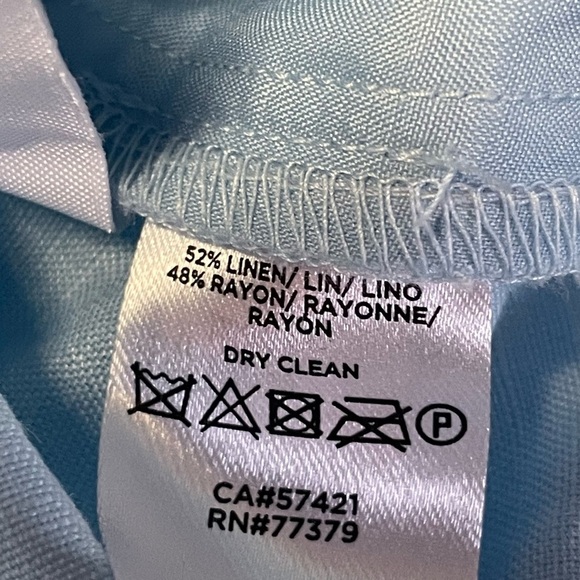 52% LINEN/ LIN/ LINO
48% RAYON/ RAYONNE/
RAYON
DRY CLEAN
P
CA#57421
RN#77379